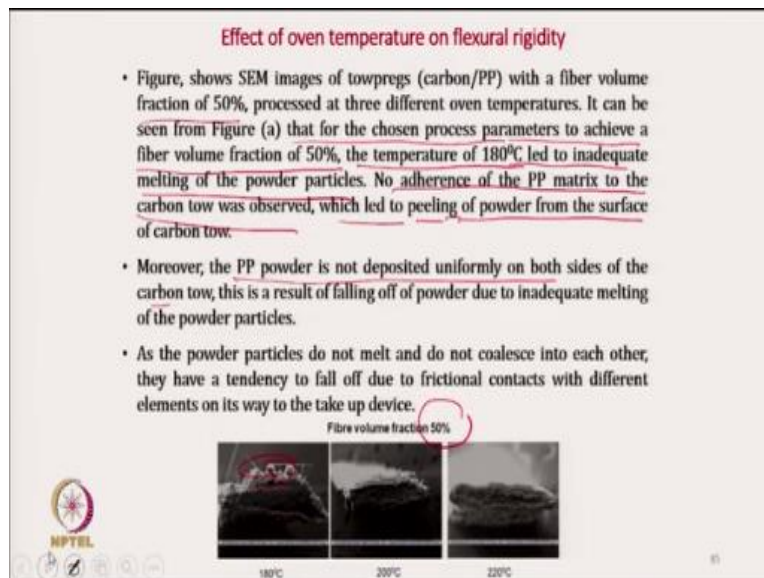 Effect of oven temperature on flexural rigidity
• Figure, shows SEM images of towpregs (carbon/PP) with a fiber volume
fraction of 50%, processed at three different oven temperatures. It can be
seen from Figure (a) that for the chosen process parameters to achieve a
fiber volume fraction of 50%, the temperature of 180⁰C led to inadequate
melting of the powder particles. No adherence of the PP matrix to the
carbon tow was observed, which led to peeling of powder from the surface
of carbon tow.
• Moreover, the PP powder is not deposited uniformly on both sides of the
carbon tow, this is a result of falling off of powder due to inadequate melting
of the powder particles.
• As the powder particles do not melt and do not coalesce into each other,
they have a tendency to fall off due to frictional contacts with different
elements on its way to the take up device.
Fibre volume fraction 50%
NPTEL
180⁰C 200⁰C 220⁰C